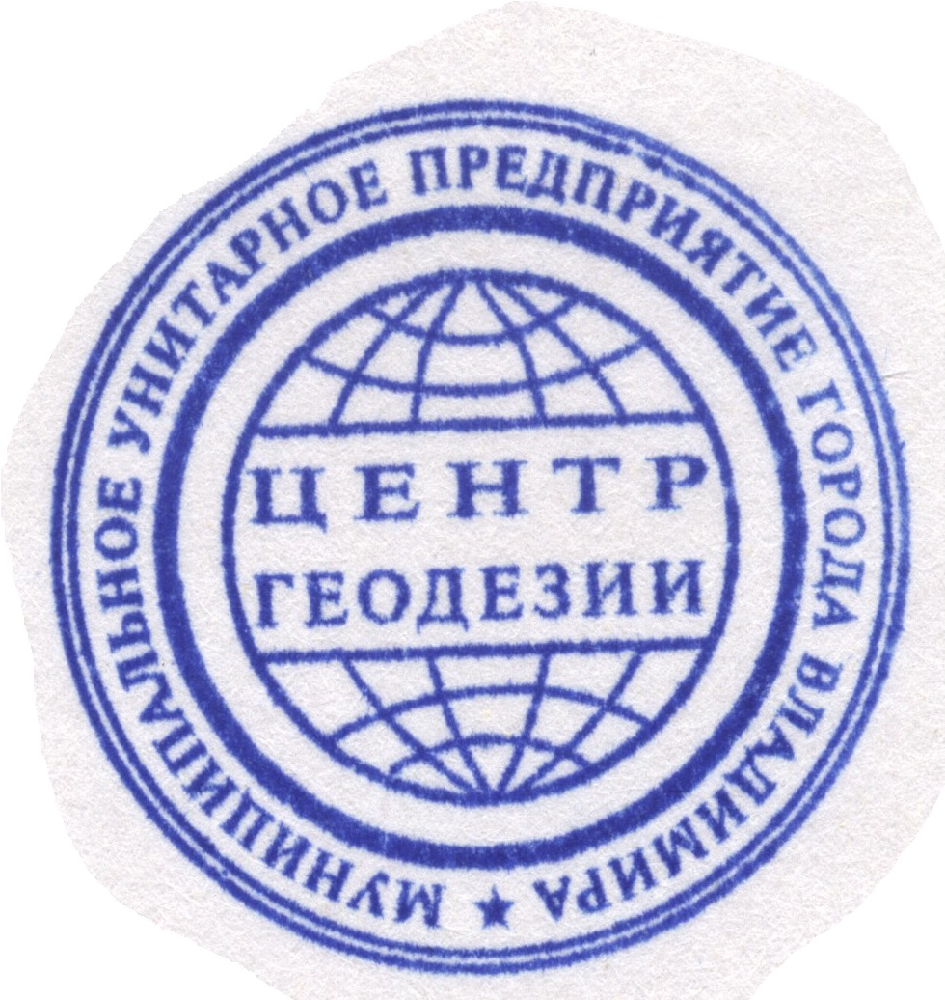 МУНИЦИПАЛЬНОЕ УНИТАРНОЕ ПРЕДПРИЯТИЕ ГОРОДА ВЛАДИМИРА ★
ЦЕНТР
ГЕОДЕЗИИ